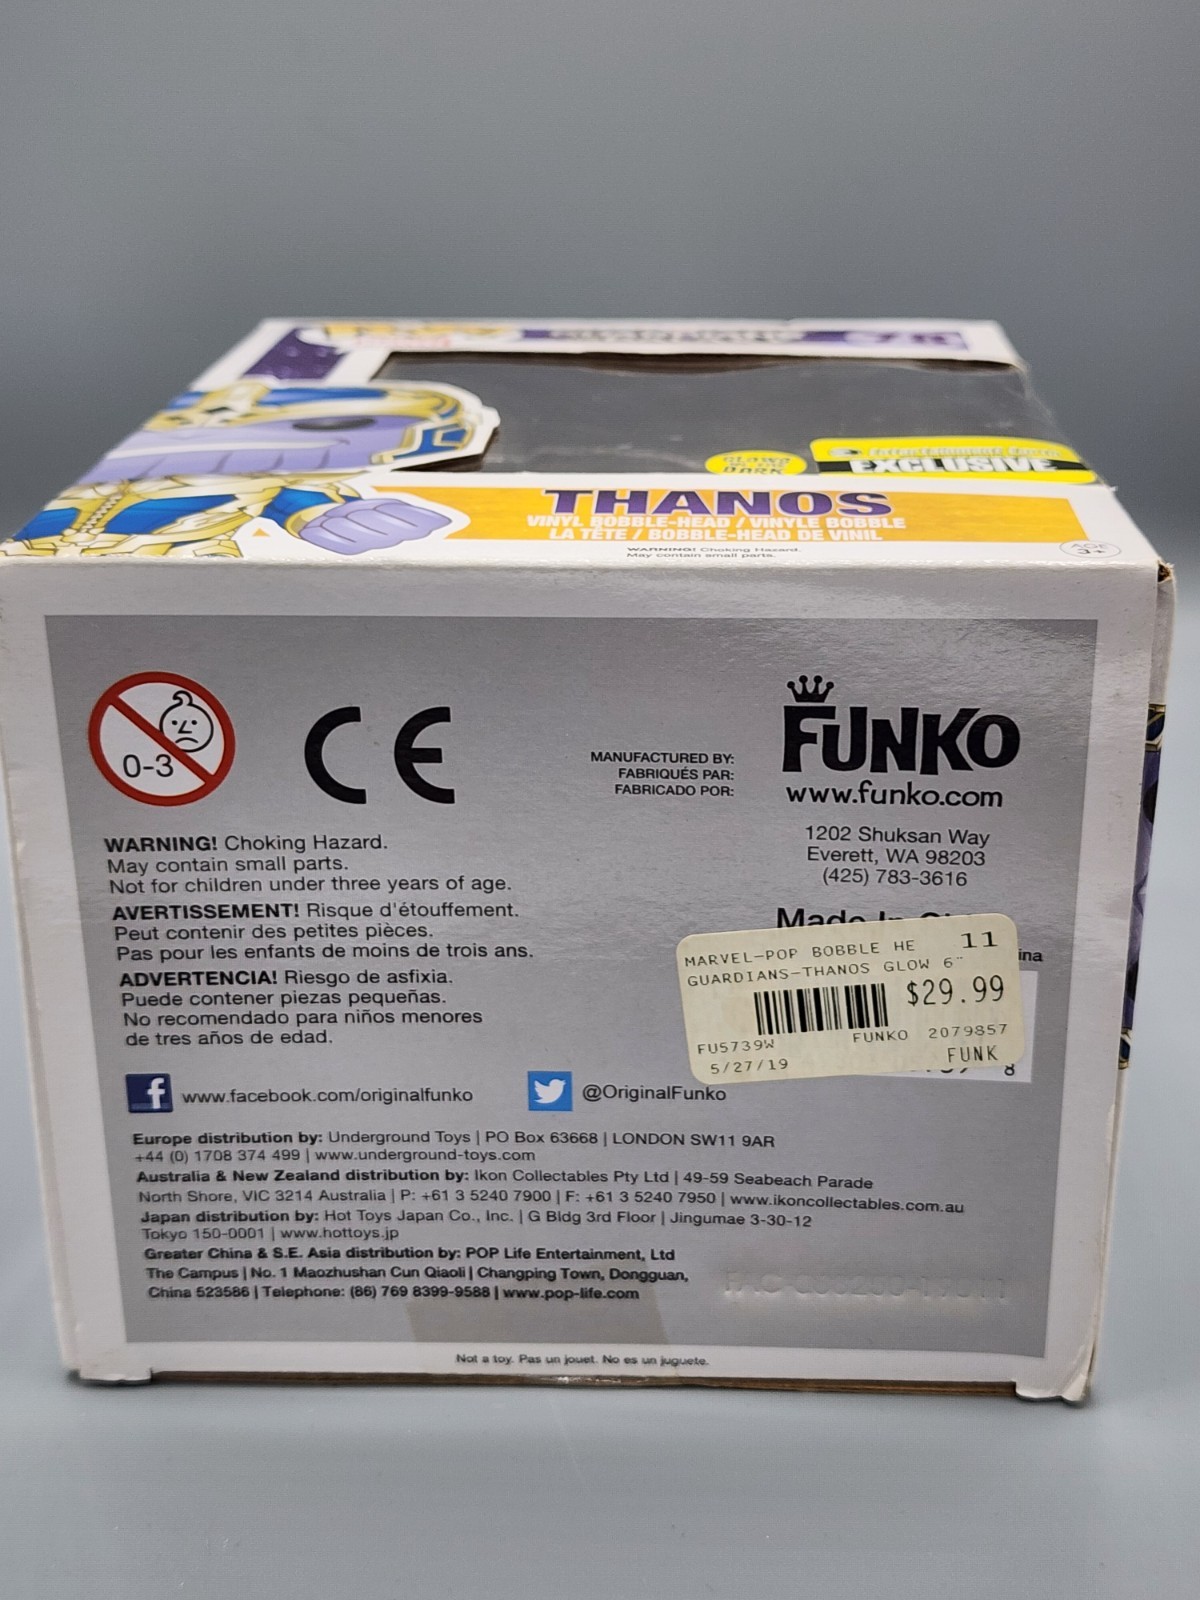 GLOWS
IN THE
DARK
EXCLUSIVE
THANOS
VINYL BOBBLE-HEAD / VINYLE BOBBLE
LA TÊTE / BOBBLE-HEAD DE VINIL
WARNING! Choking Hazard.
May contain small parts.
AGE
3+
0-3
CE
MANUFACTURED BY:
FABRIQUÉS PAR:
FABRICADO POR:
FUNKO
www.funko.com
1202 Shuksan Way
Everett, WA 98203
(425) 783-3616
WARNING! Choking Hazard.
May contain small parts.
Not for children under three years of age.
AVERTISSEMENT! Risque d'étouffement.
Peut contenir des petites pièces.
Pas pour les enfants de moins de trois ans.
ADVERTENCIA! Riesgo de asfixia.
Puede contener piezas pequeñas.
No recomendado para niños menores
de tres años de edad.
Made In
ina
MARVEL-POP BOBBLE HE 11
GUARDIANS-THANOS GLOW 6"
$29.99
FU5739W FUNKO 2079857
5/27/19 FUNK
8
www.facebook.com/originalfunko
@OriginalFunko
Europe distribution by: Underground Toys | PO Box 63668 | LONDON SW11 9AR
+44 (0) 1708 374 499 | www.underground-toys.com
Australia & New Zealand distribution by: Ikon Collectables Pty Ltd | 49-59 Seabeach Parade
North Shore, VIC 3214 Australia | P: +61 3 5240 7900 | F: +61 3 5240 7950 | www.ikoncollectables.com.au
Japan distribution by: Hot Toys Japan Co., Inc. | G Bldg 3rd Floor | Jingumae 3-30-12
Tokyo 150-0001 | www.hottoys.jp
Greater China & S.E. Asia distribution by: POP Life Entertainment, Ltd
The Campus | No. 1 Maozhushan Cun Qiaoli | Changping Town, Dongguan,
China 523586 | Telephone: (86) 769 8399-9588 | www.pop-life.com
Not a toy. Pas un jouet. No es un juguete.